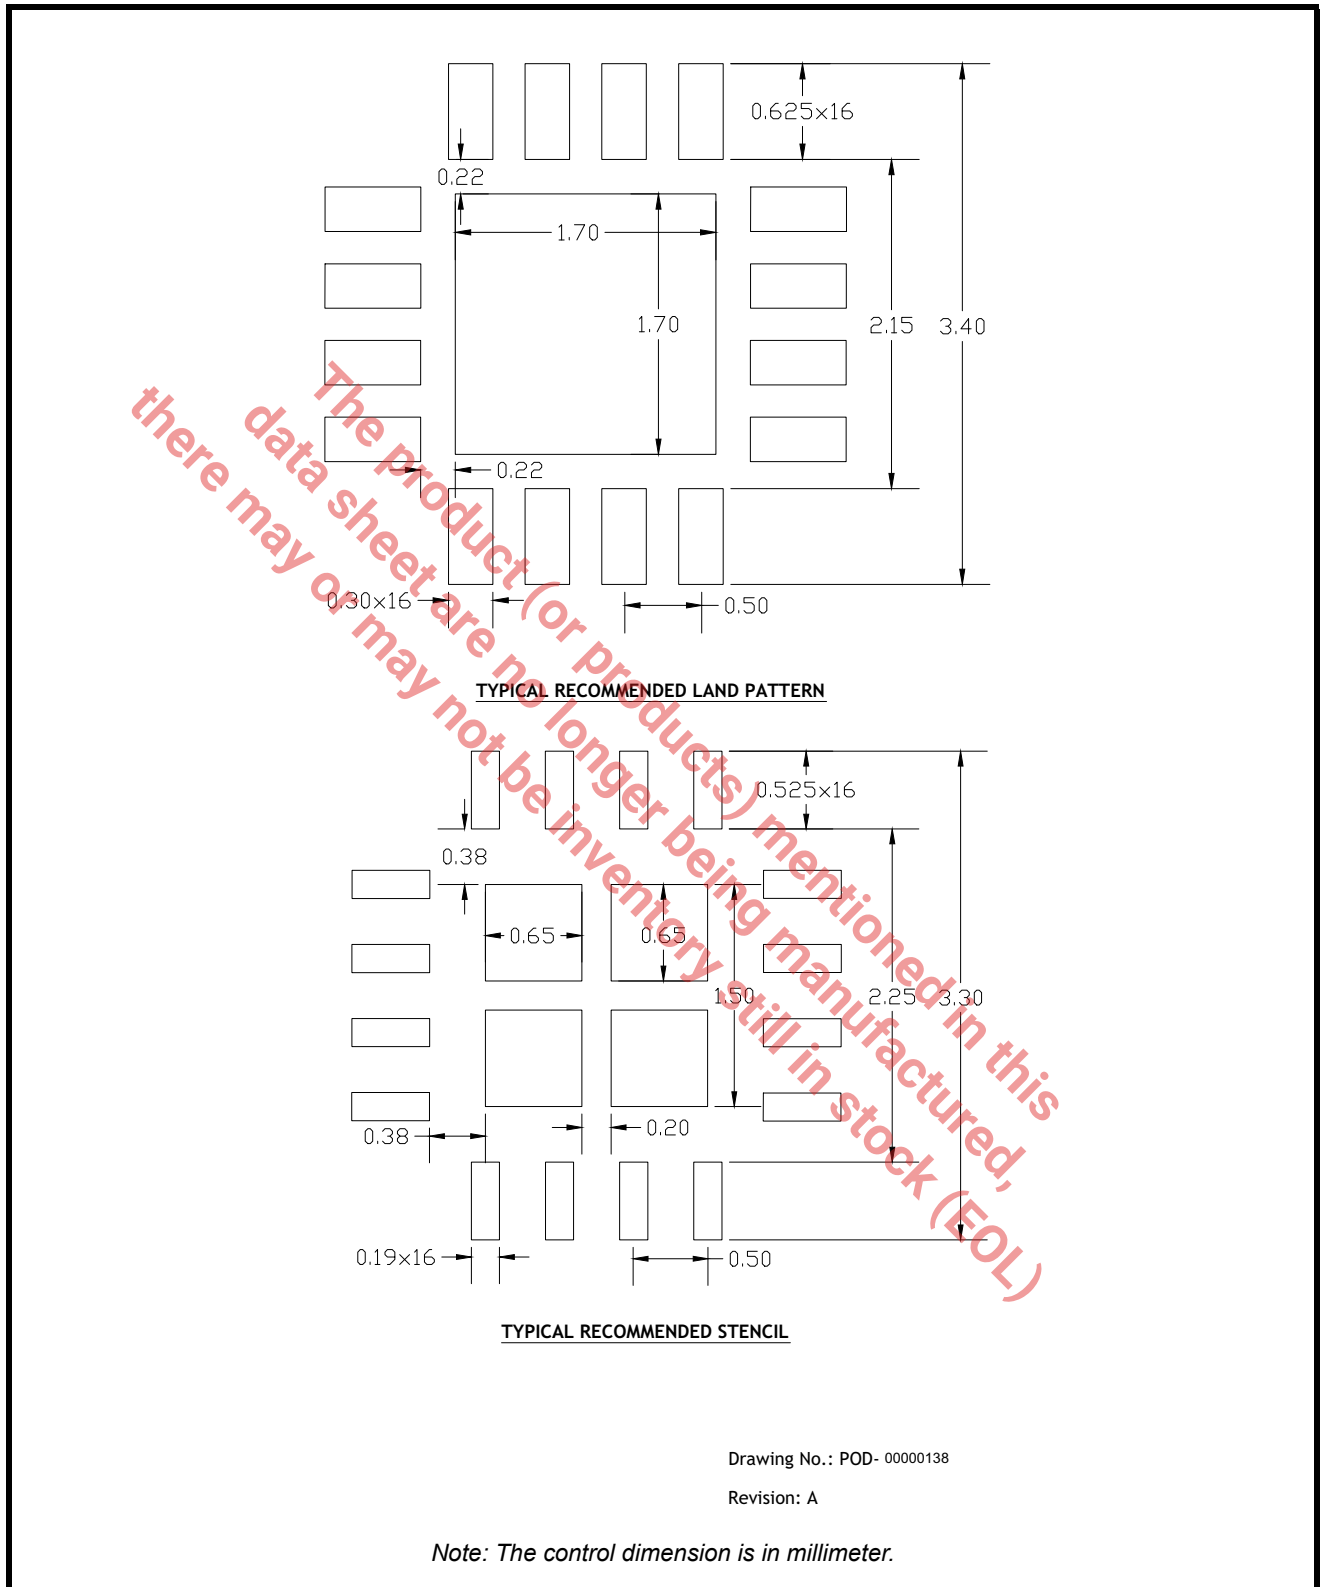 0.625x16
0.22
1.70
1.70
2.15
3.40
0.22
0.30x16
0.50
TYPICAL RECOMMENDED LAND PATTERN
0.525x16
0.38
0.65
0.65
1.50
2.25
3.30
0.38
0.20
0.19x16
0.50
TYPICAL RECOMMENDED STENCIL
The product (or products) mentioned in this
data sheet are no longer being manufactured,
there may or may not be inventory still in stock (EOL)
Drawing No.: POD- 00000138
Revision: A
Note: The control dimension is in millimeter.